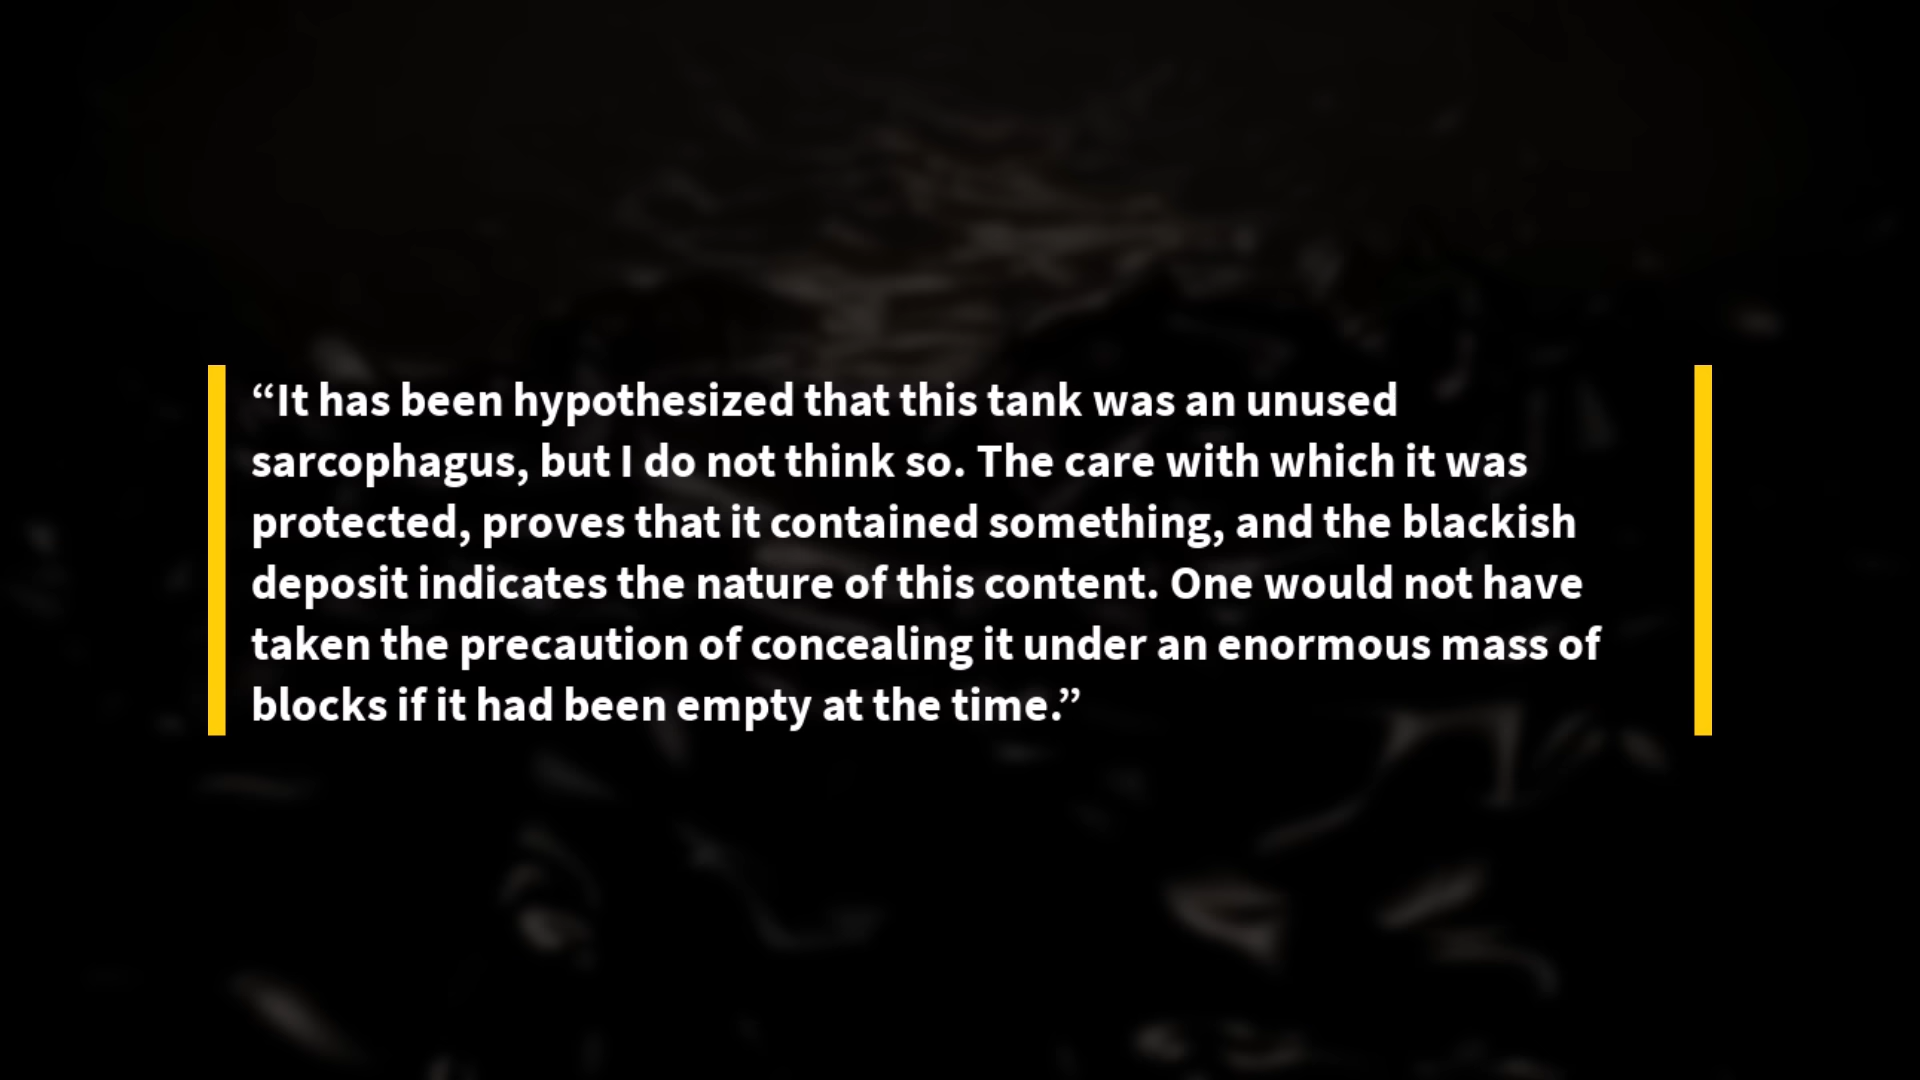 “It has been hypothesized that this tank was an unused
sarcophagus, but I do not think so. The care with which it was
protected, proves that it contained something, and the blackish
deposit indicates the nature of this content. One would not have
taken the precaution of concealing it under an enormous mass of
blocks if it had been empty at the time.”